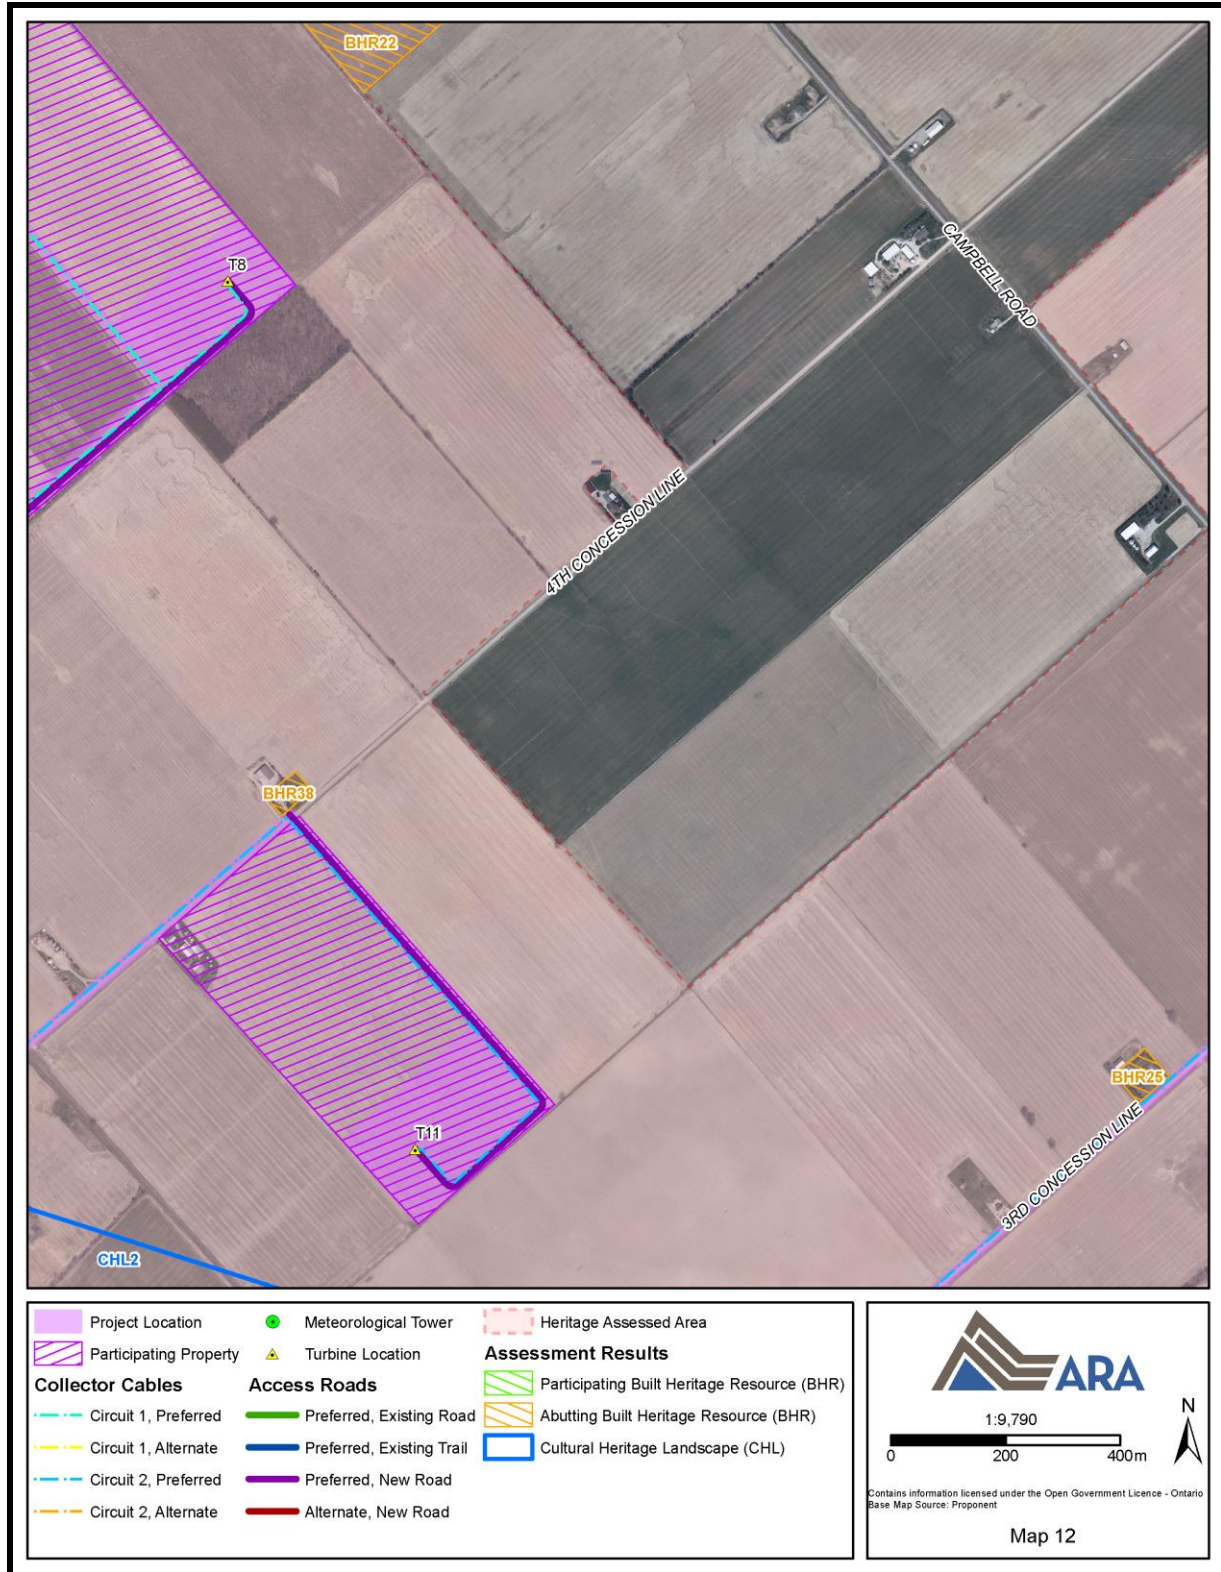 BHR22
CAMPBELL ROAD
T8
4TH CONCESSION LINE
BHR38
T11
BHR25
3RD CONCESSION LINE
CHL2
Project Location
Participating Property
Collector Cables
Circuit 1, Preferred
Circuit 1, Alternate
Circuit 2, Preferred
Circuit 2, Alternate
Meteorological Tower
Turbine Location
Access Roads
Preferred, Existing Road
Preferred, Existing Trail
Preferred, New Road
Alternate, New Road
Heritage Assessed Area
Assessment Results
Participating Built Heritage Resource (BHR)
Abutting Built Heritage Resource (BHR)
Cultural Heritage Landscape (CHL)
ARA
1:9,790
0 200 400m
N
Contains information licensed under the Open Government Licence - Ontario
Base Map Source: Proponent
Map 12